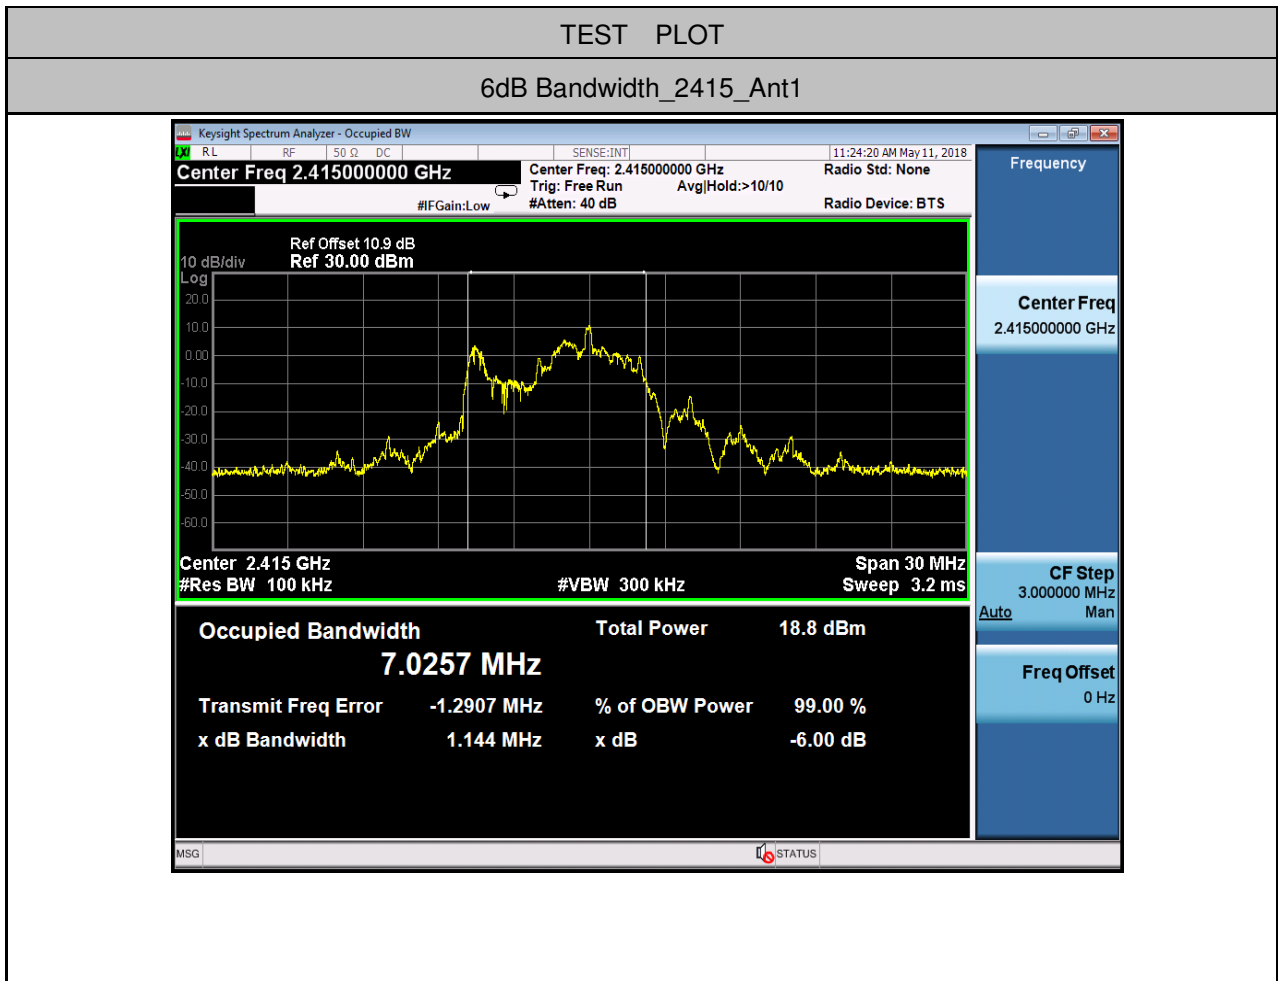 TEST PLOT
6dB Bandwidth_2415_Ant1
Keysight Spectrum Analyzer - Occupied BW
LXI RL RF 50 Ω DC SENSE:INT 11:24:20 AM May 11, 2018
Center Freq 2.415000000 GHz
Center Freq: 2.415000000 GHz Radio Std: None
Trig: Free Run Avg|Hold:>10/10
#IFGain:Low #Atten: 40 dB Radio Device: BTS
Frequency
Ref Offset 10.9 dB
10 dB/div Ref 30.00 dBm
Log
20.0
10.0
0.00
-10.0
-20.0
-30.0
-40.0
-50.0
-60.0
Center 2.415 GHz Span 30 MHz
#Res BW 100 kHz #VBW 300 kHz Sweep 3.2 ms
Center Freq
2.415000000 GHz
CF Step
3.000000 MHz
Auto Man
Freq Offset
0 Hz
Occupied Bandwidth Total Power 18.8 dBm
7.0257 MHz
Transmit Freq Error -1.2907 MHz % of OBW Power 99.00 %
x dB Bandwidth 1.144 MHz x dB -6.00 dB
MSG STATUS